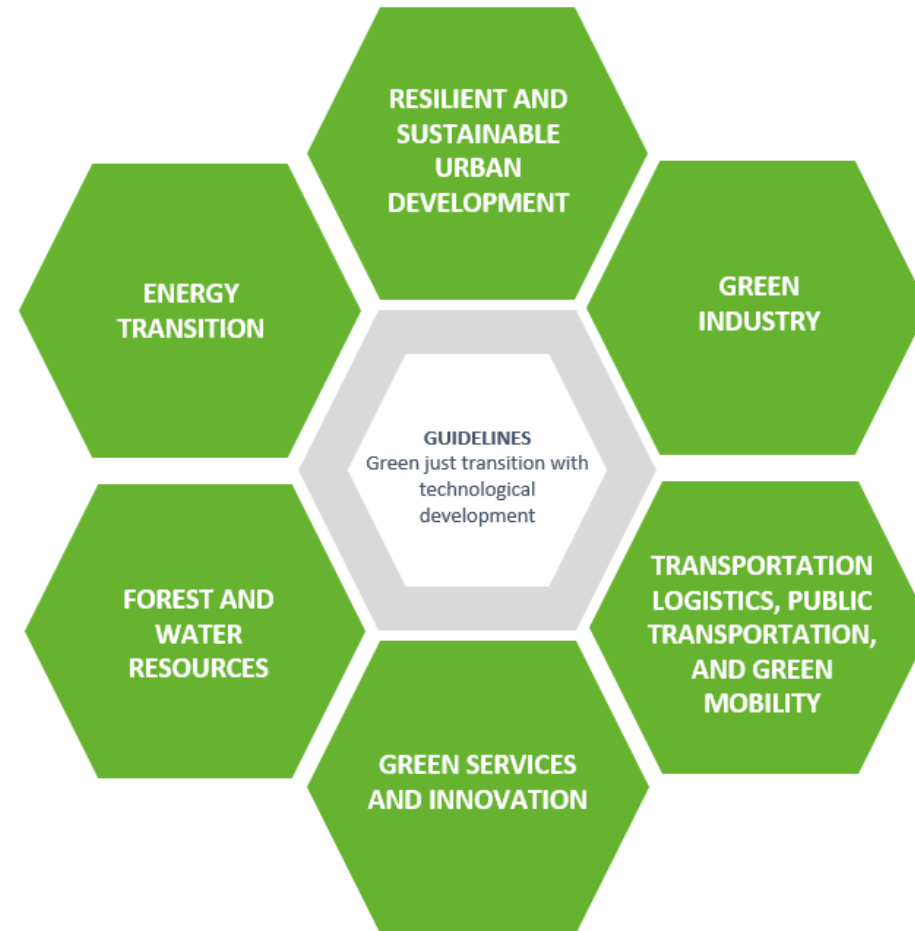 RESILIENT AND
SUSTAINABLE
URBAN
DEVELOPMENT
ENERGY
TRANSITION
GREEN
INDUSTRY
GUIDELINES
Green just transition with
technological
development
FOREST AND
WATER
RESOURCES
TRANSPORTATION
LOGISTICS, PUBLIC
TRANSPORTATION,
AND GREEN
MOBILITY
GREEN SERVICES
AND INNOVATION